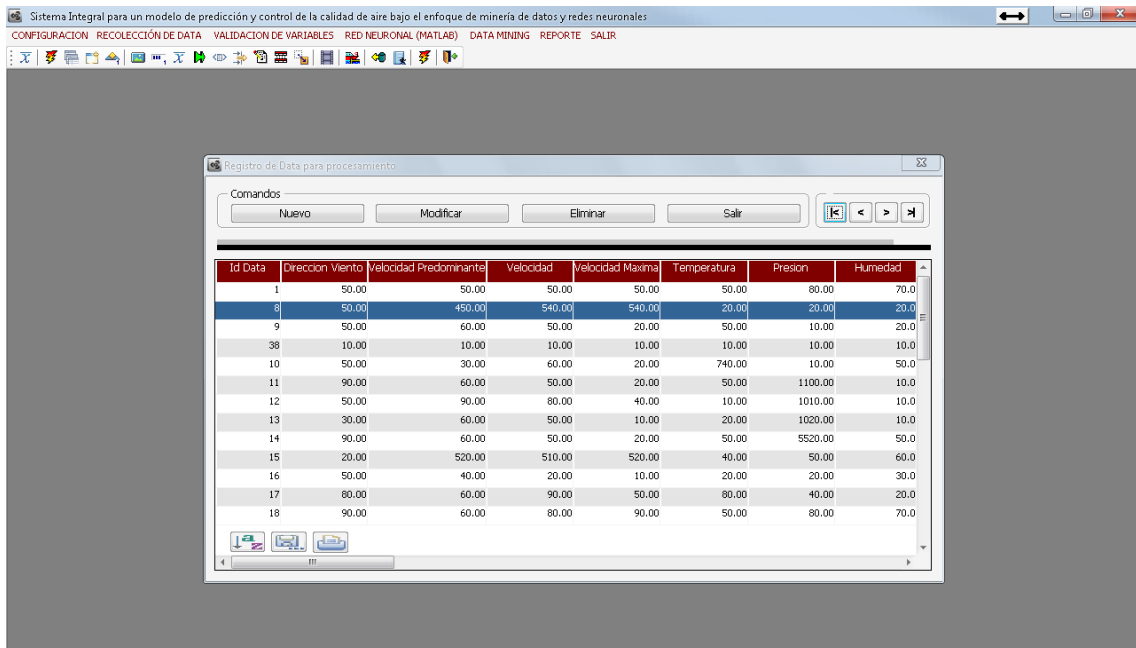 Sistema Integral para un modelo de predicción y control de la calidad de aire bajo el enfoque de minería de datos y redes neuronales
CONFIGURACION RECOLECCIÓN DE DATA VALIDACION DE VARIABLES RED NEURONAL (MATLAB) DATA MINING REPORTE SALIR
Registro de Data para procesamiento
Comandos
Nuevo Modificar Eliminar Salir |< < > >|
Id Data Direccion Viento Velocidad Predominante Velocidad Velocidad Maxima Temperatura Presion Humedad
1 50.00 50.00 50.00 50.00 50.00 80.00 70.0
8 50.00 450.00 540.00 540.00 20.00 20.00 20.0
9 50.00 60.00 50.00 20.00 50.00 10.00 20.0
38 10.00 10.00 10.00 10.00 10.00 10.00 10.0
10 50.00 30.00 60.00 20.00 740.00 10.00 50.0
11 90.00 60.00 50.00 20.00 50.00 1100.00 10.0
12 50.00 90.00 80.00 40.00 10.00 1010.00 10.0
13 30.00 60.00 50.00 10.00 20.00 1020.00 10.0
14 90.00 60.00 50.00 20.00 50.00 5520.00 50.0
15 20.00 520.00 510.00 520.00 40.00 50.00 60.0
16 50.00 40.00 20.00 10.00 20.00 20.00 30.0
17 80.00 60.00 90.00 50.00 80.00 40.00 20.0
18 90.00 60.00 80.00 90.00 50.00 80.00 70.0